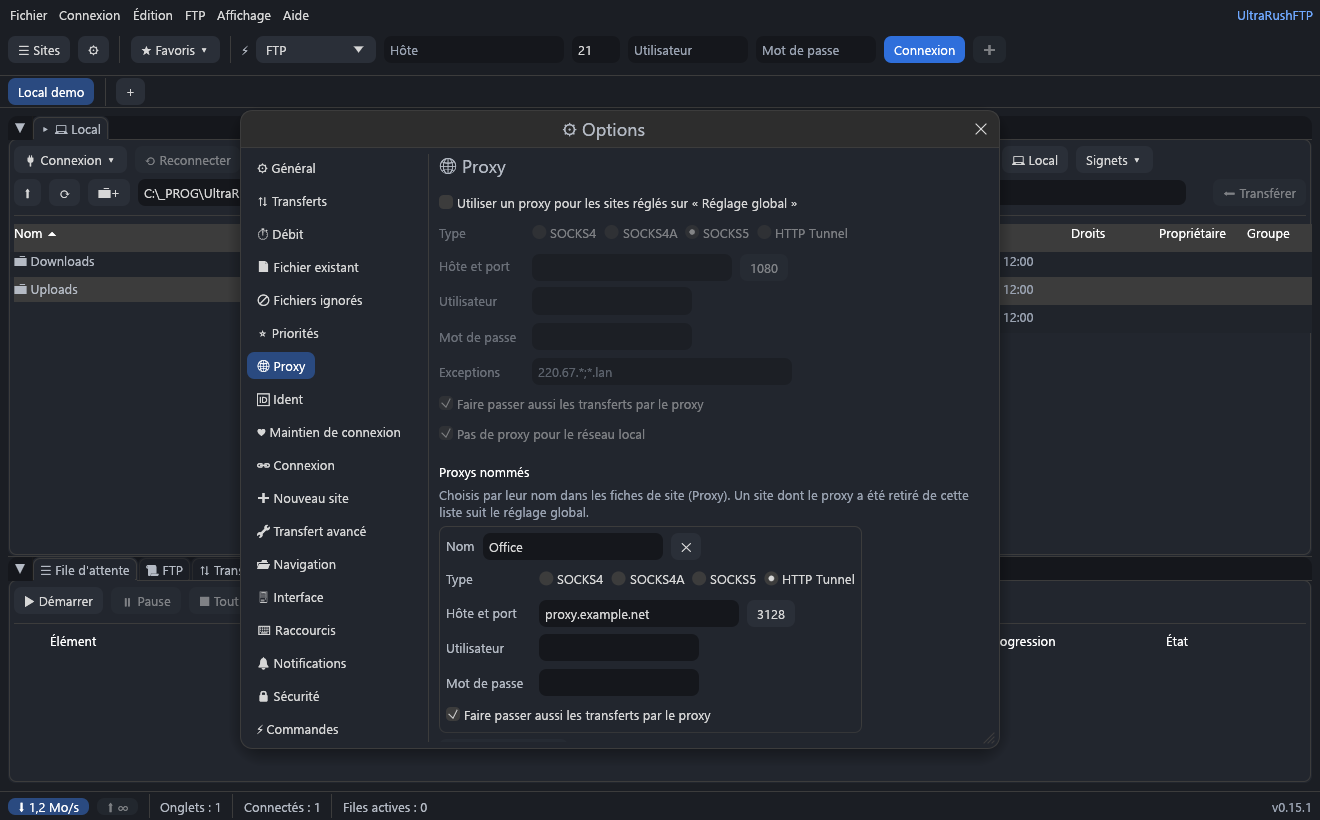 Fichier Connexion Édition FTP Affichage Aide UltraRushFTP
Sites Favoris FTP Hôte 21 Utilisateur Mot de passe Connexion +
Local demo +
Local
Options
Connexion Reconnecter
Local Signets
C:\_PROG\UltraR
Transférer
Nom
Droits Propriétaire Groupe
Downloads
12:00
Uploads
12:00
12:00
Général
Transferts
Débit
Fichier existant
Fichiers ignorés
Priorités
Proxy
Ident
Maintien de connexion
Connexion
Nouveau site
Transfert avancé
Navigation
Interface
Raccourcis
Notifications
Sécurité
Commandes
Proxy
Utiliser un proxy pour les sites réglés sur « Réglage global »
Type SOCKS4 SOCKS4A SOCKS5 HTTP Tunnel
Hôte et port 1080
Utilisateur
Mot de passe
Exceptions 220.67.*;*.lan
Faire passer aussi les transferts par le proxy
Pas de proxy pour le réseau local
Proxys nommés
Choisis par leur nom dans les fiches de site (Proxy). Un site dont le proxy a été retiré de cette
liste suit le réglage global.
Nom Office
Type SOCKS4 SOCKS4A SOCKS5 HTTP Tunnel
Hôte et port proxy.example.net 3128
Utilisateur
Mot de passe
Faire passer aussi les transferts par le proxy
File d'attente FTP Trans
Démarrer Pause Tout
Élément ogression État
1,2 Mo/s ∞ Onglets : 1 Connectés : 1 Files actives : 0 v0.15.1